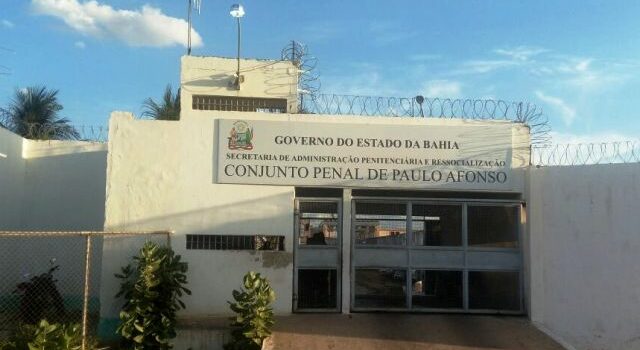 GOVERNO DO ESTADO DA BAHIA
SECRETARIA DE ADMINISTRAÇÃO PENITENCIÁRIA E RESSOCIALIZAÇÃO
CONJUNTO PENAL DE PAULO AFONSO